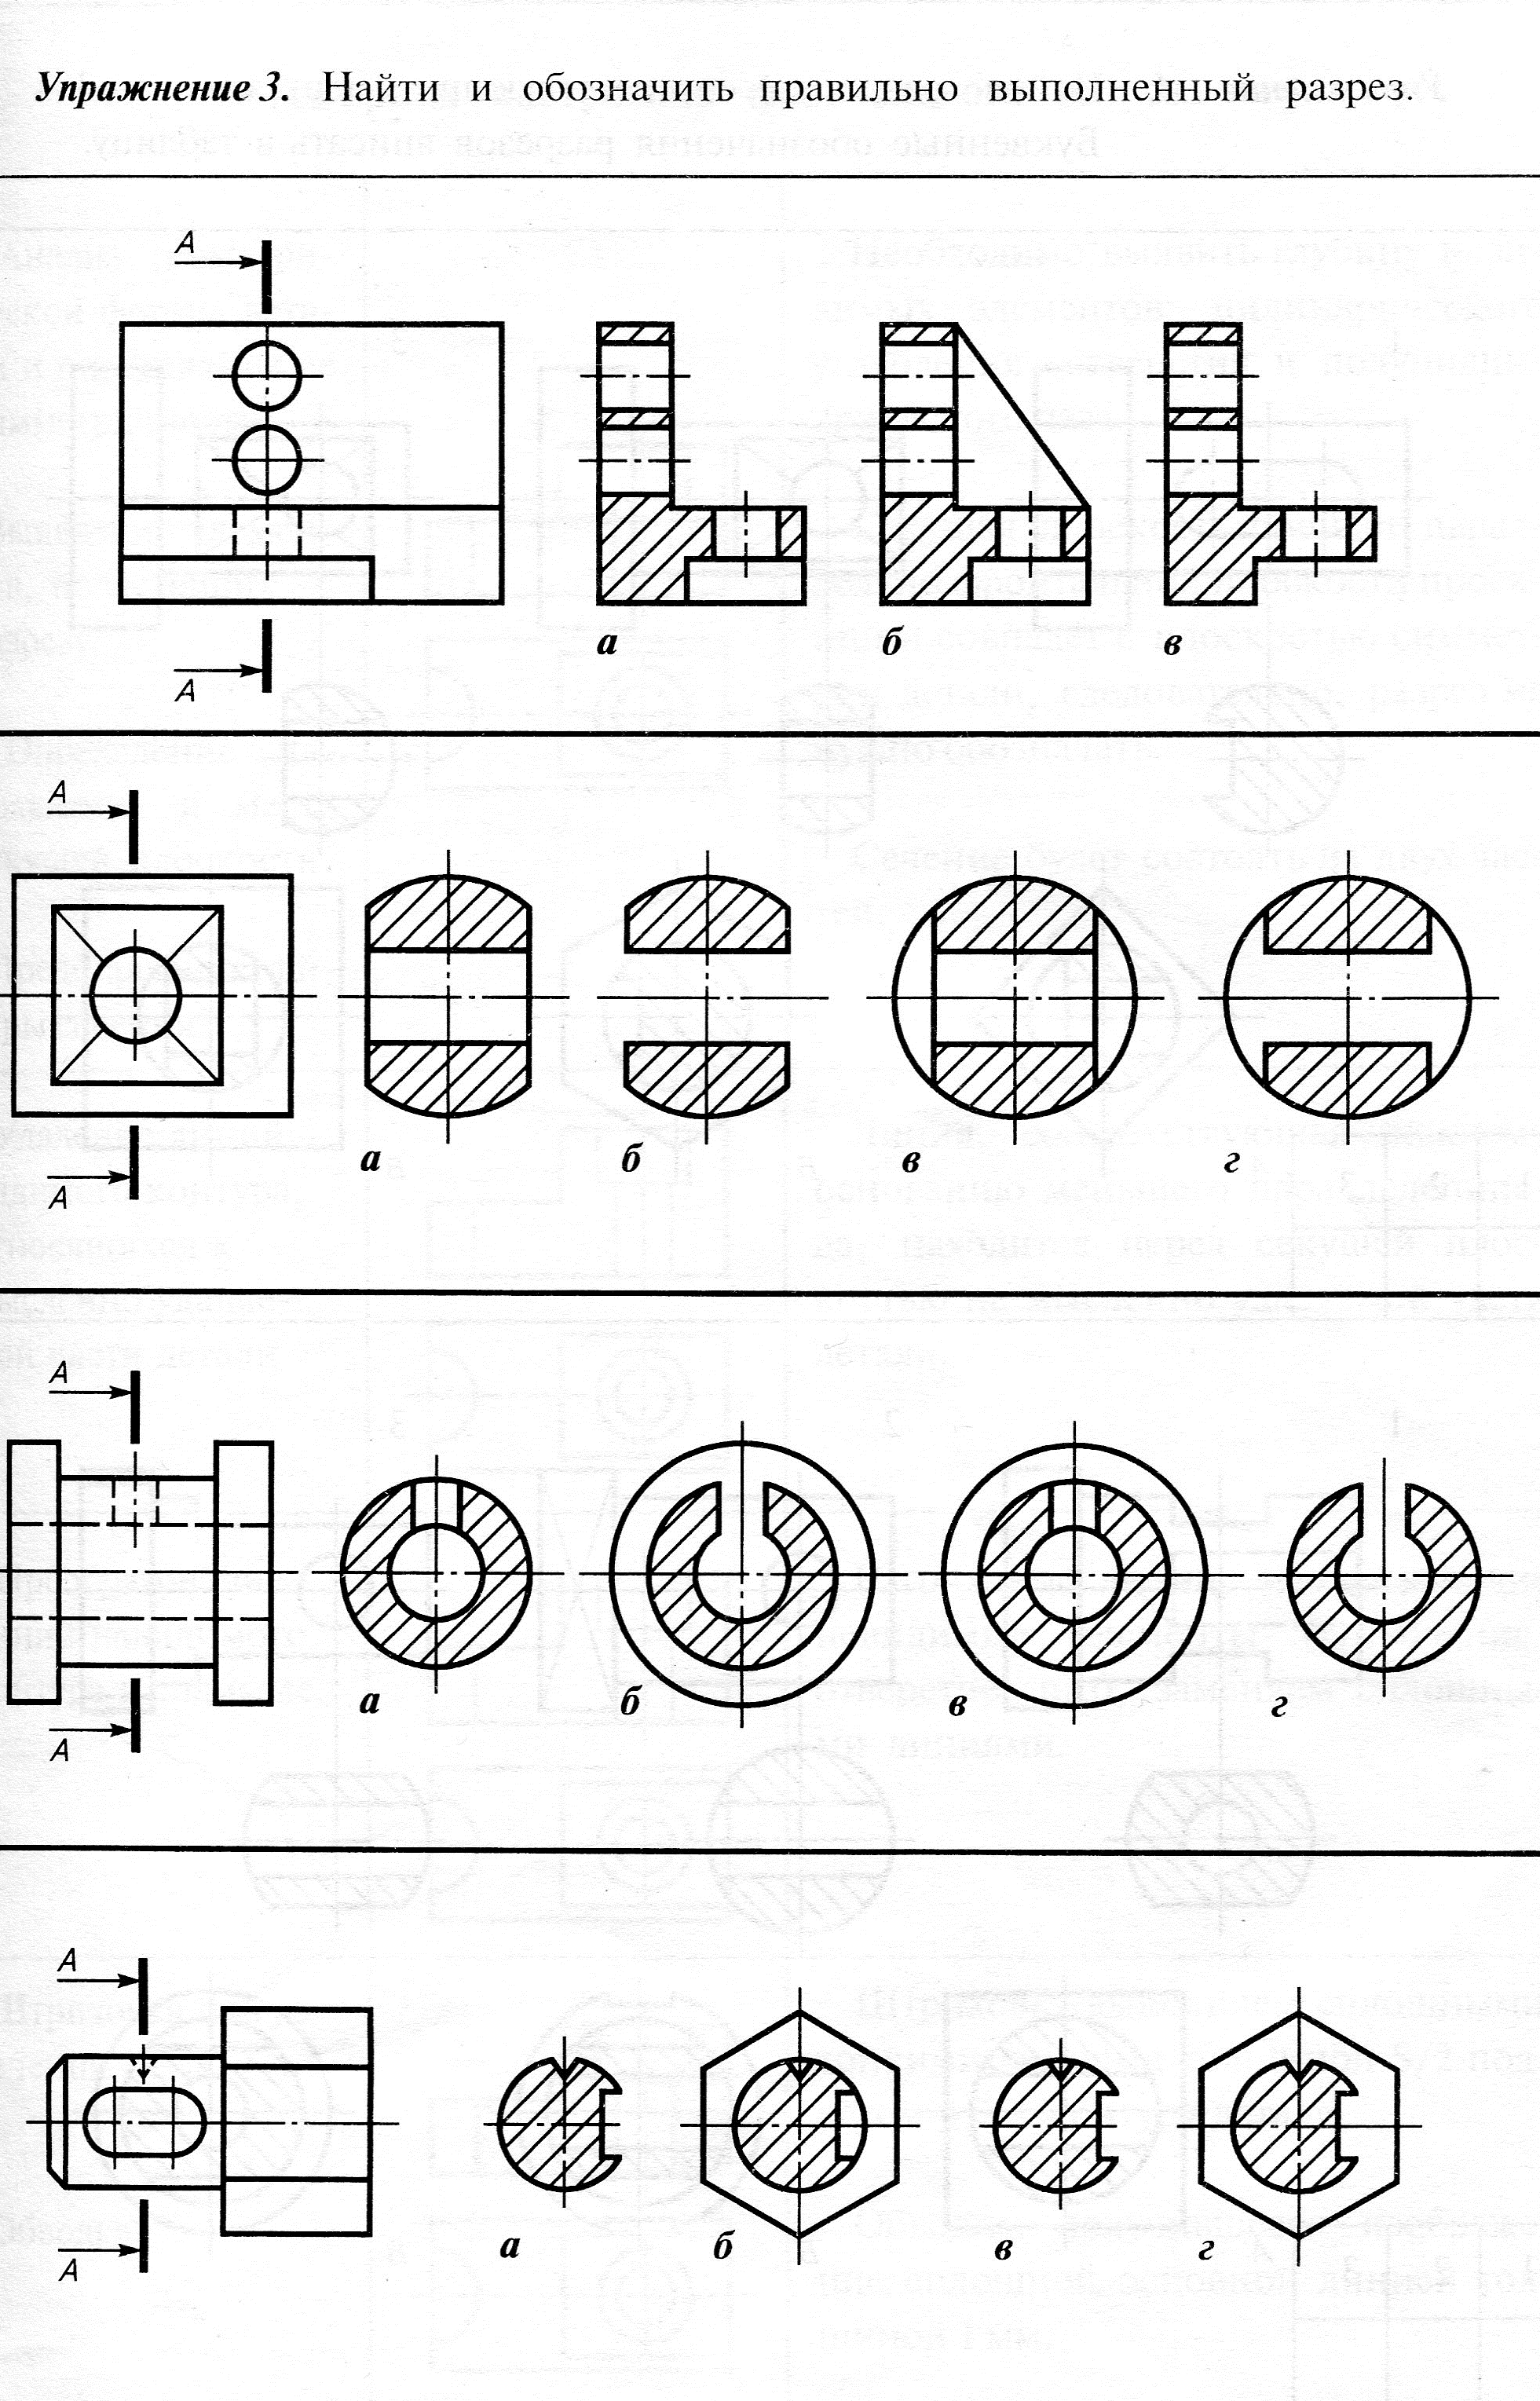 Упражнение 3. Найти и обозначить правильно выполненный разрез.
А
а б в
А
А
а б в г
А
А
а б в г
А
А
а б в г
А